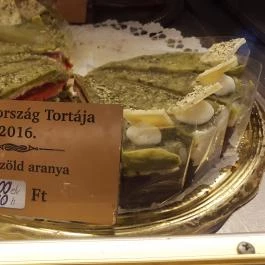 ország Tortája
2016.
zöld aranya
Ft